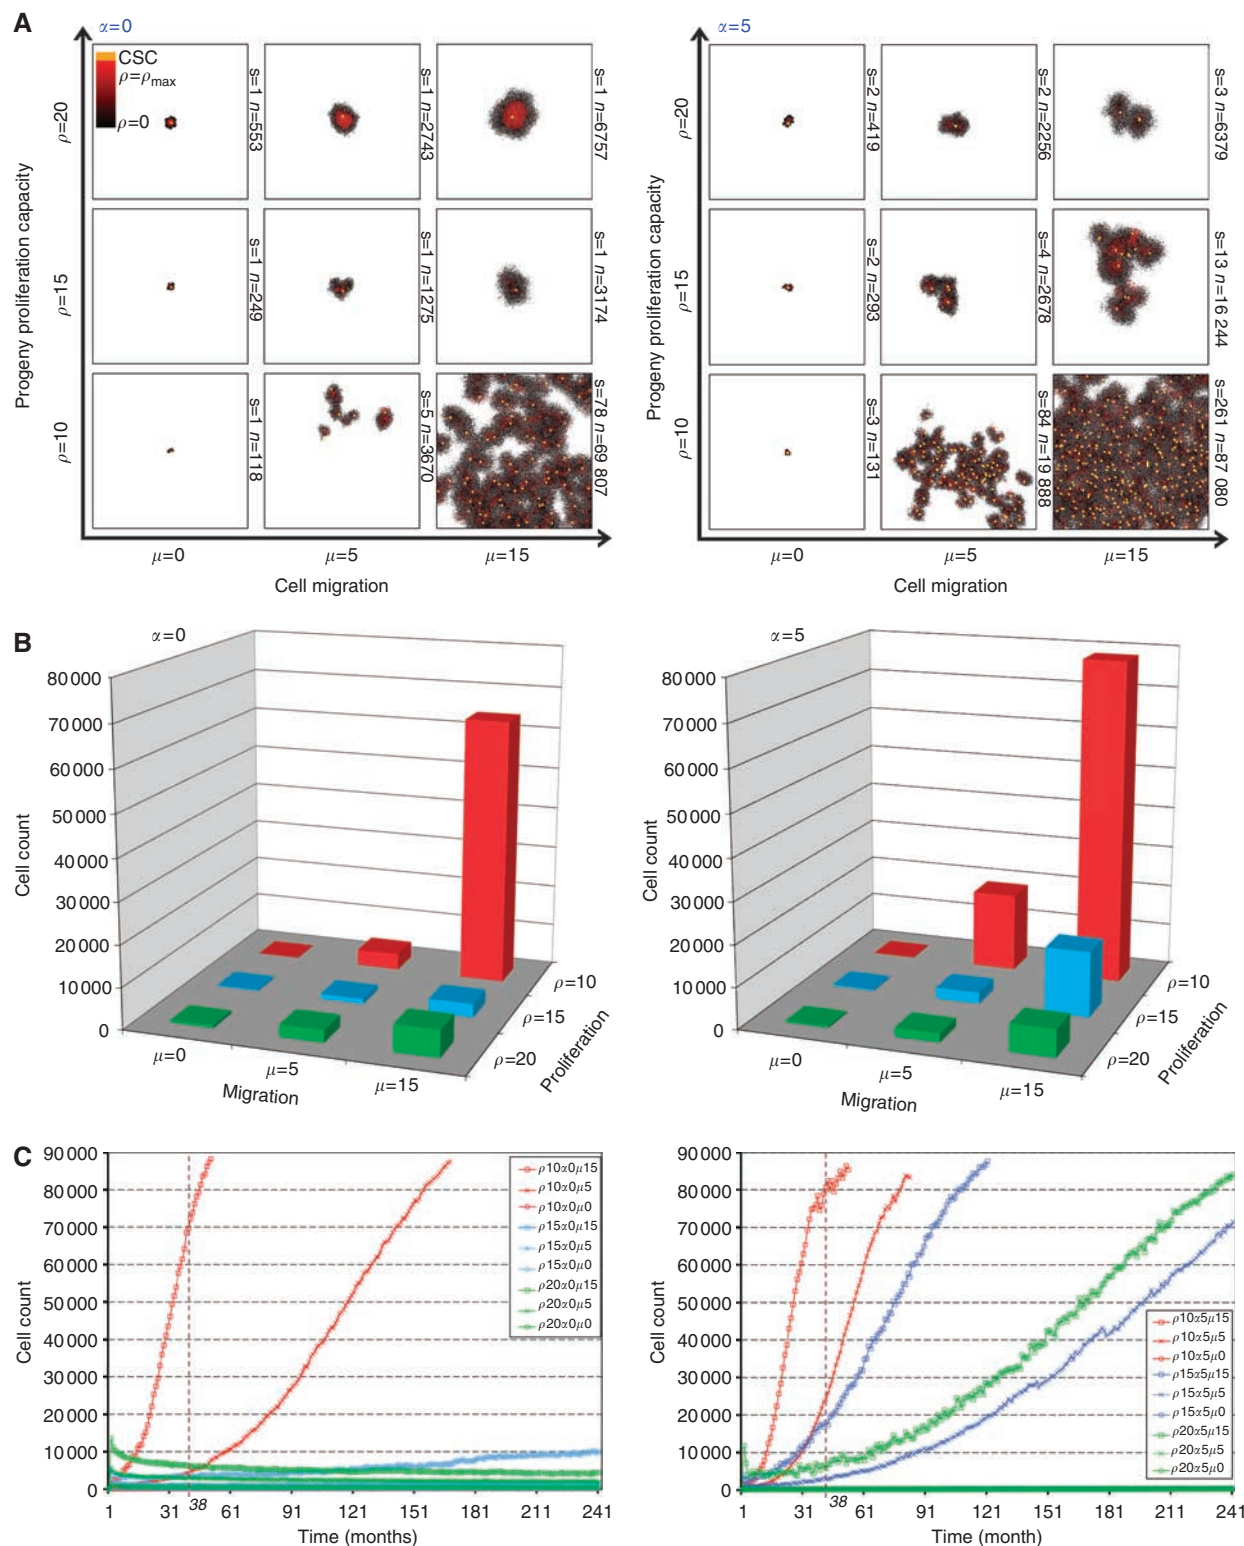 A
α=0
CSC
ρ=ρmax
ρ=0
Progeny proliferation capacity
ρ=20
ρ=15
ρ=10
s=1 n=553
s=1 n=2743
s=1 n=6757
s=1 n=249
s=1 n=1275
s=1 n=3174
s=1 n=118
s=5 n=3670
s=78 n=69 807
μ=0
μ=5
μ=15
Cell migration
α=5
Progeny proliferation capacity
ρ=20
ρ=15
ρ=10
s=2 n=419
s=2 n=2256
s=3 n=6379
s=2 n=293
s=4 n=2678
s=13 n=16 244
s=3 n=131
s=84 n=19 888
s=261 n=87 080
μ=0
μ=5
μ=15
Cell migration
B
α=0
Cell count
80 000
70 000
60 000
50 000
40 000
30 000
20 000
10 000
0
μ=0
μ=5
μ=15
Migration
ρ=10
ρ=15
ρ=20
Proliferation
α=5
Cell count
80 000
70 000
60 000
50 000
40 000
30 000
20 000
10 000
0
μ=0
μ=5
μ=15
Migration
ρ=10
ρ=15
ρ=20
Proliferation
C
Cell count
90 000
80 000
70 000
60 000
50 000
40 000
30 000
20 000
10 000
0
1 31 38 61 91 121 151 181 211 241
Time (months)
ρ10α0μ15
ρ10α0μ5
ρ10α0μ0
ρ15α0μ15
ρ15α0μ5
ρ15α0μ0
ρ20α0μ15
ρ20α0μ5
ρ20α0μ0
Cell count
90 000
80 000
70 000
60 000
50 000
40 000
30 000
20 000
10 000
0
1 31 38 61 91 121 151 181 211 241
Time (month)
ρ10α5μ15
ρ10α5μ5
ρ10α5μ0
ρ15α5μ15
ρ15α5μ5
ρ15α5μ0
ρ20α5μ15
ρ20α5μ5
ρ20α5μ0